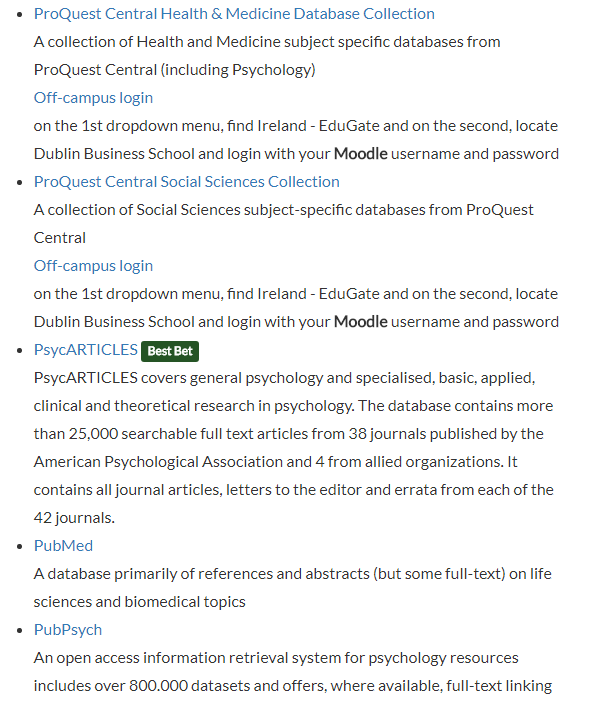 ProQuest Central Health & Medicine Database Collection
A collection of Health and Medicine subject specific databases from
ProQuest Central (including Psychology)
Off-campus login
on the 1st dropdown menu, find Ireland - EduGate and on the second, locate
Dublin Business School and login with your Moodle username and password
ProQuest Central Social Sciences Collection
A collection of Social Sciences subject-specific databases from ProQuest
Central
Off-campus login
on the 1st dropdown menu, find Ireland - EduGate and on the second, locate
Dublin Business School and login with your Moodle username and password
PsycARTICLES Best Bet
PsycARTICLES covers general psychology and specialised, basic, applied,
clinical and theoretical research in psychology. The database contains more
than 25,000 searchable full text articles from 38 journals published by the
American Psychological Association and 4 from allied organizations. It
contains all journal articles, letters to the editor and errata from each of the
42 journals.
PubMed
A database primarily of references and abstracts (but some full-text) on life
sciences and biomedical topics
PubPsych
An open access information retrieval system for psychology resources
includes over 800.000 datasets and offers, where available, full-text linking